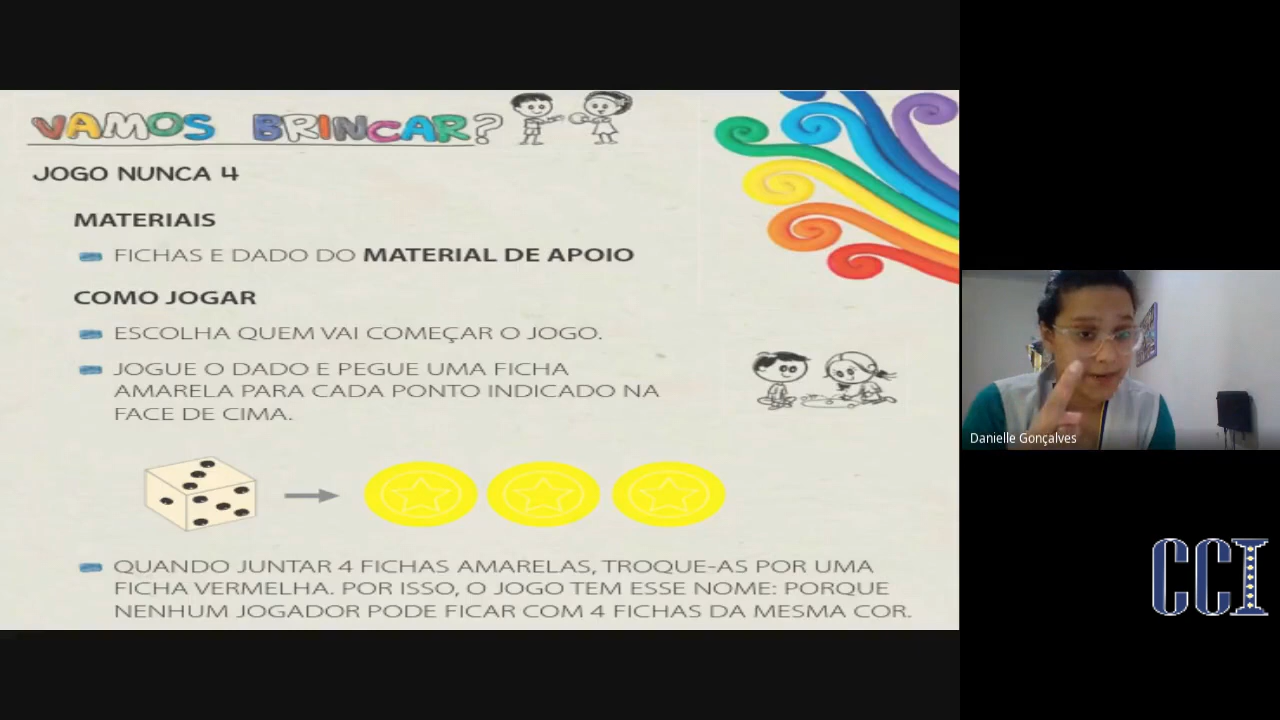 VAMOS BRINCAR?
JOGO NUNCA 4
MATERIAIS
FICHAS E DADO DO MATERIAL DE APOIO
COMO JOGAR
ESCOLHA QUEM VAI COMEÇAR O JOGO.
JOGUE O DADO E PEGUE UMA FICHA
AMARELA PARA CADA PONTO INDICADO NA
FACE DE CIMA.
QUANDO JUNTAR 4 FICHAS AMARELAS, TROQUE-AS POR UMA
FICHA VERMELHA. POR ISSO, O JOGO TEM ESSE NOME: PORQUE
NENHUM JOGADOR PODE FICAR COM 4 FICHAS DA MESMA COR.
Danielle Gonçalves
CCI